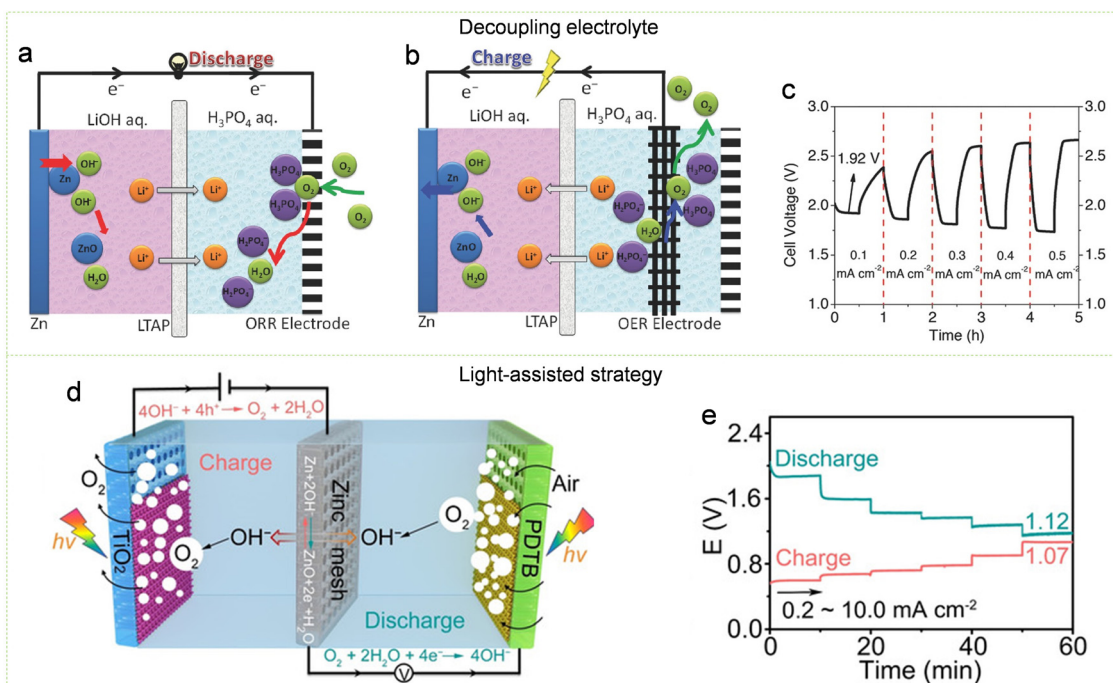 Decoupling electrolyte
a
Discharge
e⁻
e⁻
LiOH aq.
H₃PO₄ aq.
OH⁻
Zn
OH⁻
ZnO
H₂O
Li⁺
Li⁺
Li⁺
Li⁺
H₃PO₄
H₃PO₄
O₂
O₂
O₂
H₃PO₄
H₂O
H₂PO₄⁻
Zn
LTAP
ORR Electrode
b
Charge
e⁻
e⁻
O₂
O₂
LiOH aq.
H₃PO₄ aq.
OH⁻
Zn
OH⁻
ZnO
H₂O
Li⁺
Li⁺
Li⁺
Li⁺
H₃PO₄
O₂
H₃PO₄
H₂PO₄⁻
H₂O
H₂PO₄⁻
Zn
LTAP
OER Electrode
c
Cell Voltage (V)
3.0
2.5
2.0
1.5
1.0
3.0
2.5
2.0
1.5
1.0
1.92 V
0.1 0.2 0.3 0.4 0.5
mA cm⁻² mA cm⁻² mA cm⁻² mA cm⁻² mA cm⁻²
0 1 2 3 4 5
Time (h)
Light-assisted strategy
d
4OH⁻ + 4h⁺ → O₂ + 2H₂O
Charge
O₂
hν
TiO₂
O₂
OH⁻
Zn+2OH⁻
ZnO+2e⁻+H₂O
Zinc mesh
OH⁻
O₂
Air
PDTB
hν
Discharge
O₂ + 2H₂O + 4e⁻ → 4OH⁻
V
e
E (V)
2.4
1.6
0.8
0.0
Discharge
1.12
Charge
1.07
0.2 ~ 10.0 mA cm⁻²
0 20 40 60
Time (min)